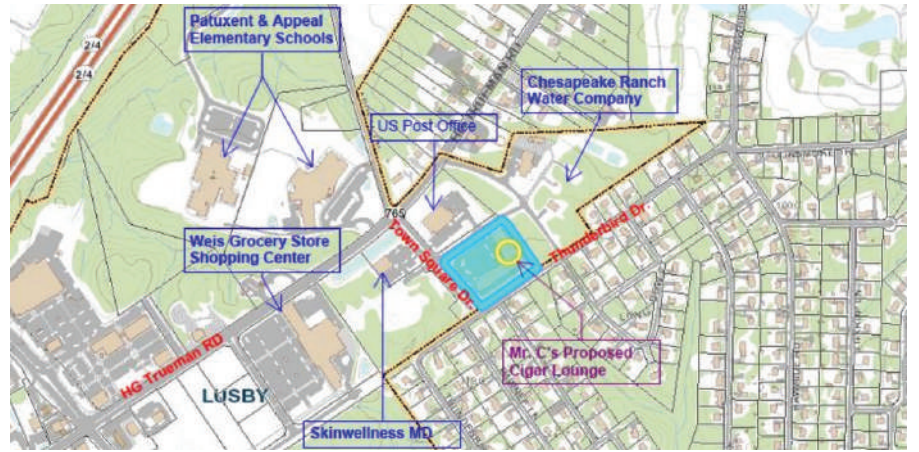 Patuxent & Appeal
Elementary Schools
2/4
2/4
Chesapeake Ranch
Water Company
US Post Office
765
Weis Grocery Store
Shopping Center
Town Square Dr.
Thunderbird Dr.
HG Trueman RD
Mr. C's Proposed
Cigar Lounge
LUSBY
Skinwellness MD